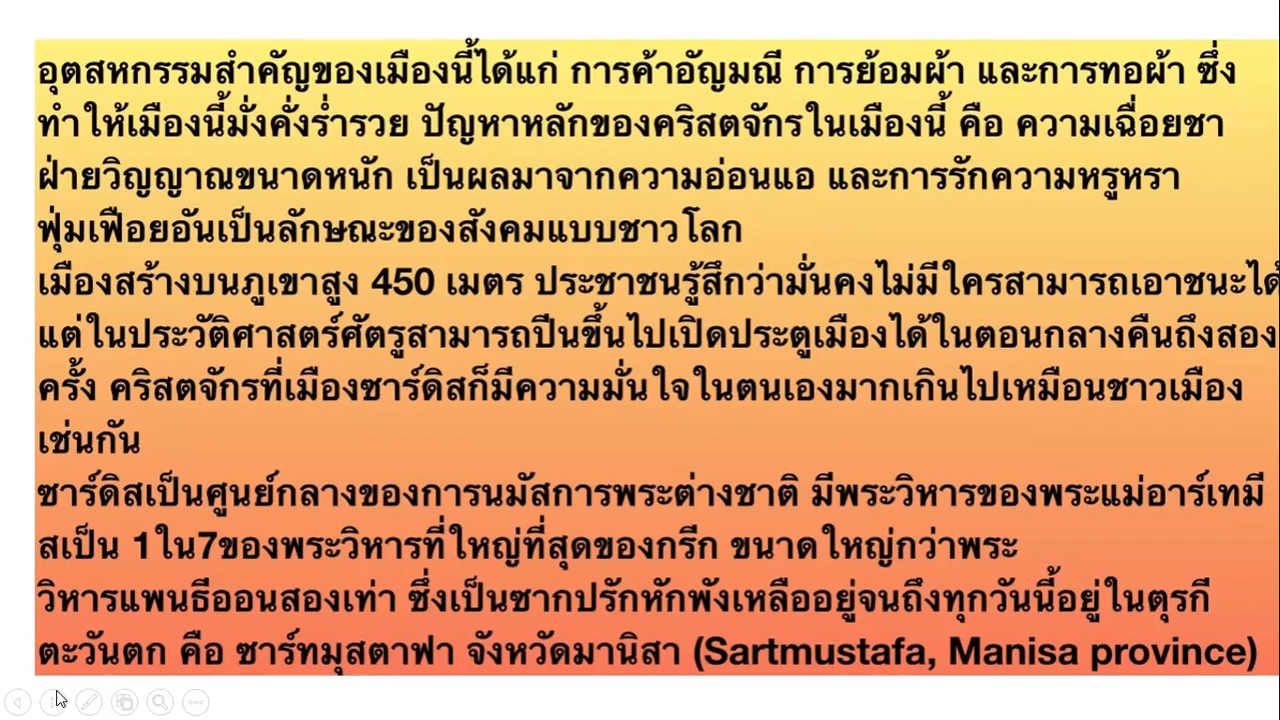 อุตสหกรรมสำคัญของเมืองนี้ได้แก่ การค้าอัญมณี การย้อมผ้า และการทอผ้า ซึ่ง
ทำให้เมืองนี้มั่งคั่งร่ำรวย ปัญหาหลักของคริสตจักรในเมืองนี้ คือ ความเฉื่อยชา
ฝ่ายวิญญาณขนาดหนัก เป็นผลมาจากความอ่อนแอ และการรักความหรูหรา
ฟุ่มเฟือยอันเป็นลักษณะของสังคมแบบชาวโลก
เมืองสร้างบนภูเขาสูง 450 เมตร ประชาชนรู้สึกว่ามั่นคงไม่มีใครสามารถเอาชนะได้
แต่ในประวัติศาสตร์ศัตรูสามารถปีนขึ้นไปเปิดประตูเมืองได้ในตอนกลางคืนถึงสอง
ครั้ง คริสตจักรที่เมืองซาร์ดิสก็มีความมั่นใจในตนเองมากเกินไปเหมือนชาวเมือง
เช่นกัน
ซาร์ดิสเป็นศูนย์กลางของการนมัสการพระต่างชาติ มีพระวิหารของพระแม่อาร์เทมี
สเป็น 1ใน7ของพระวิหารที่ใหญ่ที่สุดของกรีก ขนาดใหญ่กว่าพระ
วิหารแพนธีออนสองเท่า ซึ่งเป็นซากปรักหักพังเหลืออยู่จนถึงทุกวันนี้อยู่ในตุรกี
ตะวันตก คือ ซาร์ทมุสตาฟา จังหวัดมานิสา (Sartmustafa, Manisa province)